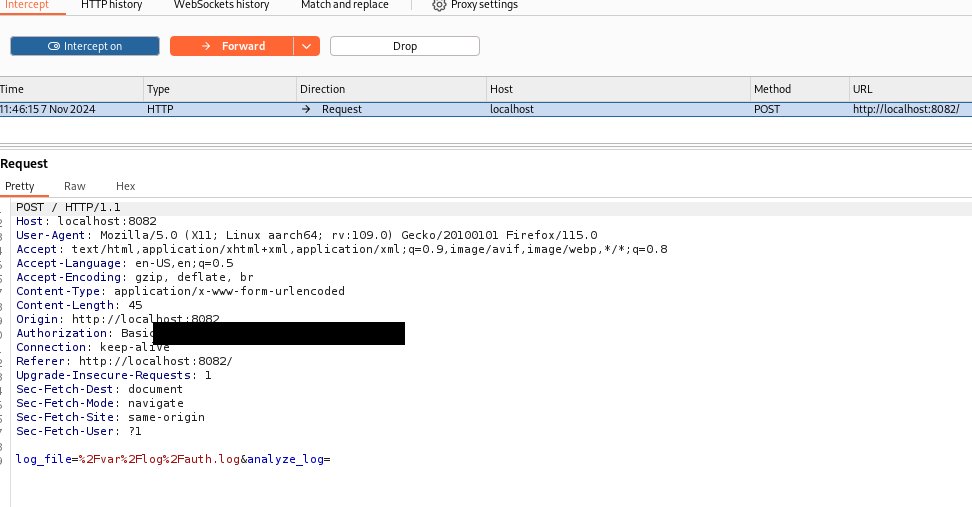 Intercept HTTP history WebSockets history Match and replace Proxy settings
Intercept on Forward Drop
Time Type Direction Host Method URL
11:46:15 7 Nov 2024 HTTP → Request localhost POST http://localhost:8082/
Request
Pretty Raw Hex
POST / HTTP/1.1
Host: localhost:8082
User-Agent: Mozilla/5.0 (X11; Linux aarch64; rv:109.0) Gecko/20100101 Firefox/115.0
Accept: text/html,application/xhtml+xml,application/xml;q=0.9,image/avif,image/webp,*/*;q=0.8
Accept-Language: en-US,en;q=0.5
Accept-Encoding: gzip, deflate, br
Content-Type: application/x-www-form-urlencoded
Content-Length: 45
Origin: http://localhost:8082
Authorization: Basic
Connection: keep-alive
Referer: http://localhost:8082/
Upgrade-Insecure-Requests: 1
Sec-Fetch-Dest: document
Sec-Fetch-Mode: navigate
Sec-Fetch-Site: same-origin
Sec-Fetch-User: ?1
log_file=%2Fvar%2Flog%2Fauth.log&analyze_log=